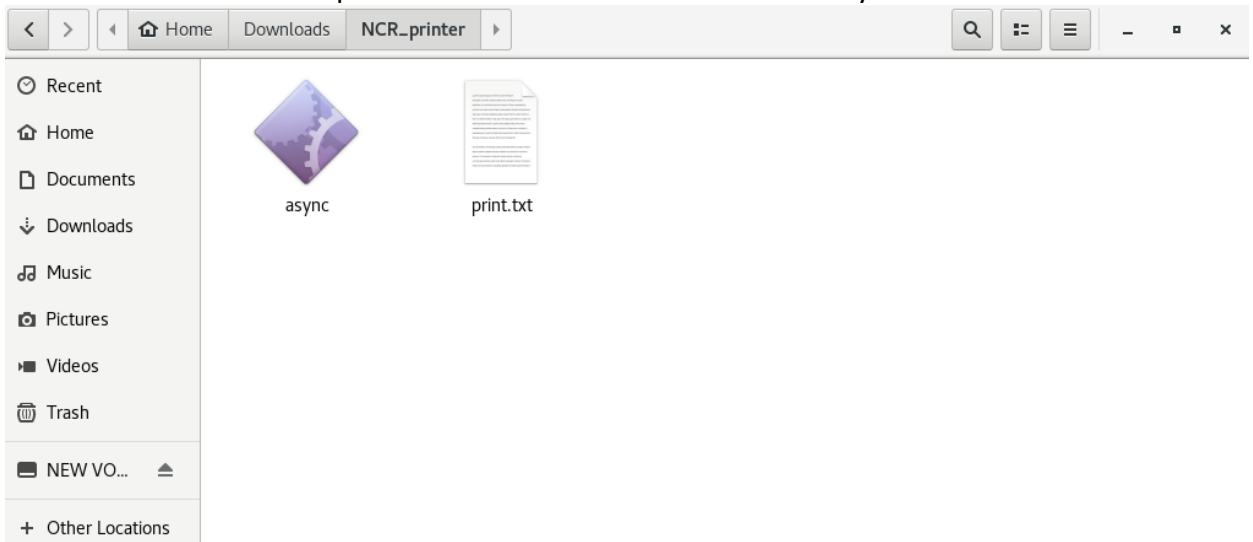 Home Downloads NCR_printer
Recent
Home
Documents
Downloads
Music
Pictures
Videos
Trash
NEW VO...
+ Other Locations
async
print.txt